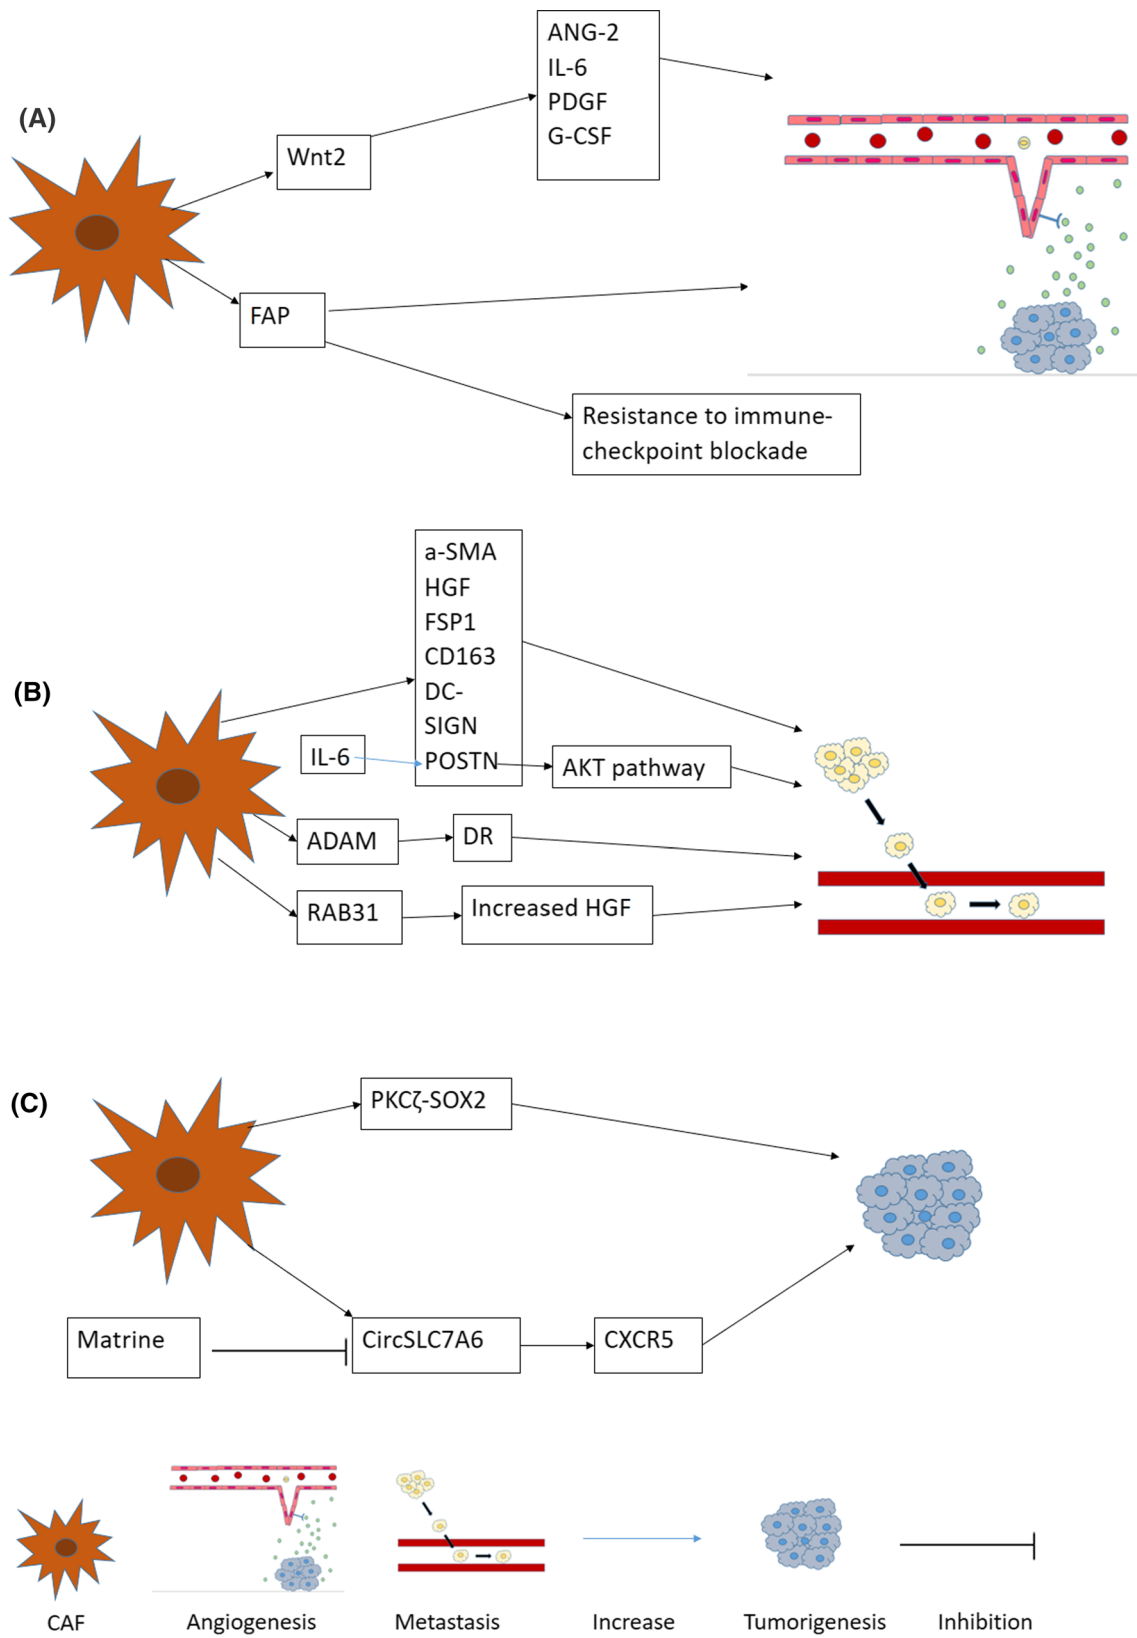 (A)
Wnt2
ANG-2
IL-6
PDGF
G-CSF
FAP
Resistance to immune-
checkpoint blockade
(B)
a-SMA
HGF
FSP1
CD163
DC-
SIGN
POSTN
IL-6
AKT pathway
ADAM
DR
RAB31
Increased HGF
(C)
PKCζ-SOX2
Matrine
CircSLC7A6
CXCR5
CAF
Angiogenesis
Metastasis
Increase
Tumorigenesis
Inhibition